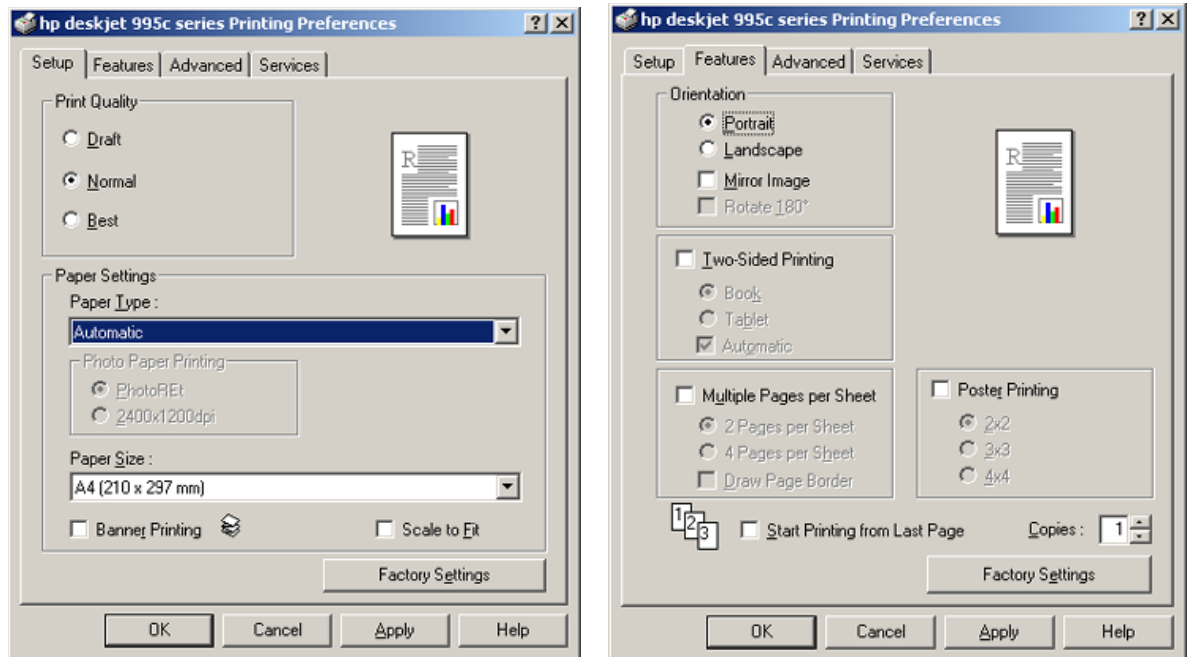 hp deskjet 995c series Printing Preferences
Setup Features Advanced Services
Print Quality
Draft
R
Normal
Best
Paper Settings
Paper Type :
Automatic
Photo Paper Printing
PhotoREt
2400x1200dpi
Paper Size :
A4 (210 x 297 mm)
Banner Printing Scale to Fit
Factory Settings
OK Cancel Apply Help
hp deskjet 995c series Printing Preferences
Setup Features Advanced Services
Orientation
Portrait
Landscape
R
Mirror Image
Rotate 180°
Two-Sided Printing
Book
Tablet
Automatic
Multiple Pages per Sheet
2 Pages per Sheet
4 Pages per Sheet
Draw Page Border
Poster Printing
2x2
3x3
4x4
1 2 3 Start Printing from Last Page Copies : 1
Factory Settings
OK Cancel Apply Help